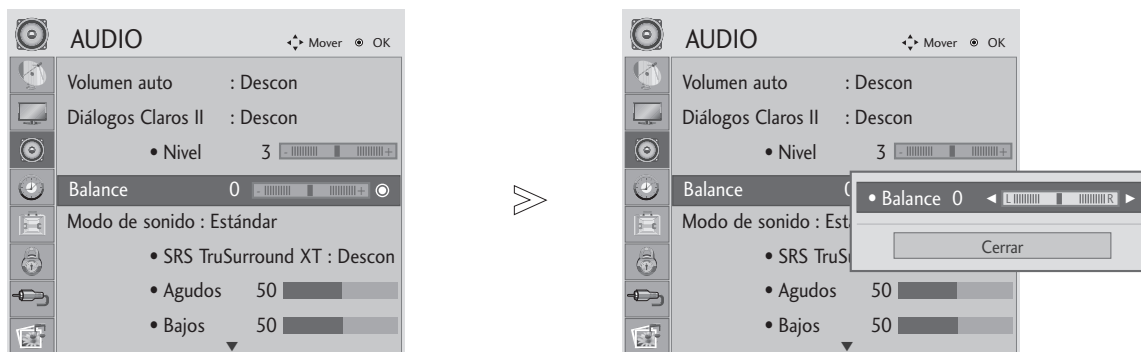 AUDIO
Mover OK
Volumen auto : Descon
Diálogos Claros II : Descon
• Nivel 3 - +
Balance 0 - +
Modo de sonido : Estándar
• SRS TruSurround XT : Descon
• Agudos 50
• Bajos 50
AUDIO
Mover OK
Volumen auto : Descon
Diálogos Claros II : Descon
• Nivel 3 - +
Balance
Modo de sonido :
• SRS
• Agudos 50
• Bajos 50
• Balance 0 L R
Cerrar